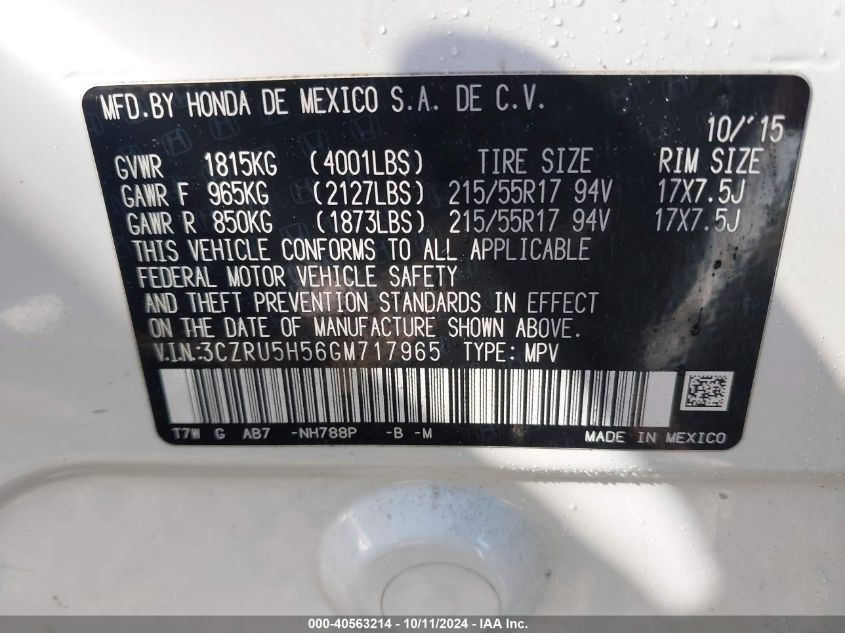 MFD.BY HONDA DE MEXICO S.A. DE C.V.
10/'15
GVWR 1815KG (4001LBS) TIRE SIZE RIM SIZE
GAWR F 965KG (2127LBS) 215/55R17 94V 17X7.5J
GAWR R 850KG (1873LBS) 215/55R17 94V 17X7.5J
THIS VEHICLE CONFORMS TO ALL APPLICABLE
FEDERAL MOTOR VEHICLE SAFETY
AND THEFT PREVENTION STANDARDS IN EFFECT
ON THE DATE OF MANUFACTURE SHOWN ABOVE.
V.I.N.:3CZRU5H56GM717965 TYPE: MPV
T7W G AB7 -NH788P -B -M MADE IN MEXICO
000-40563214 - 10/11/2024 - IAA Inc.